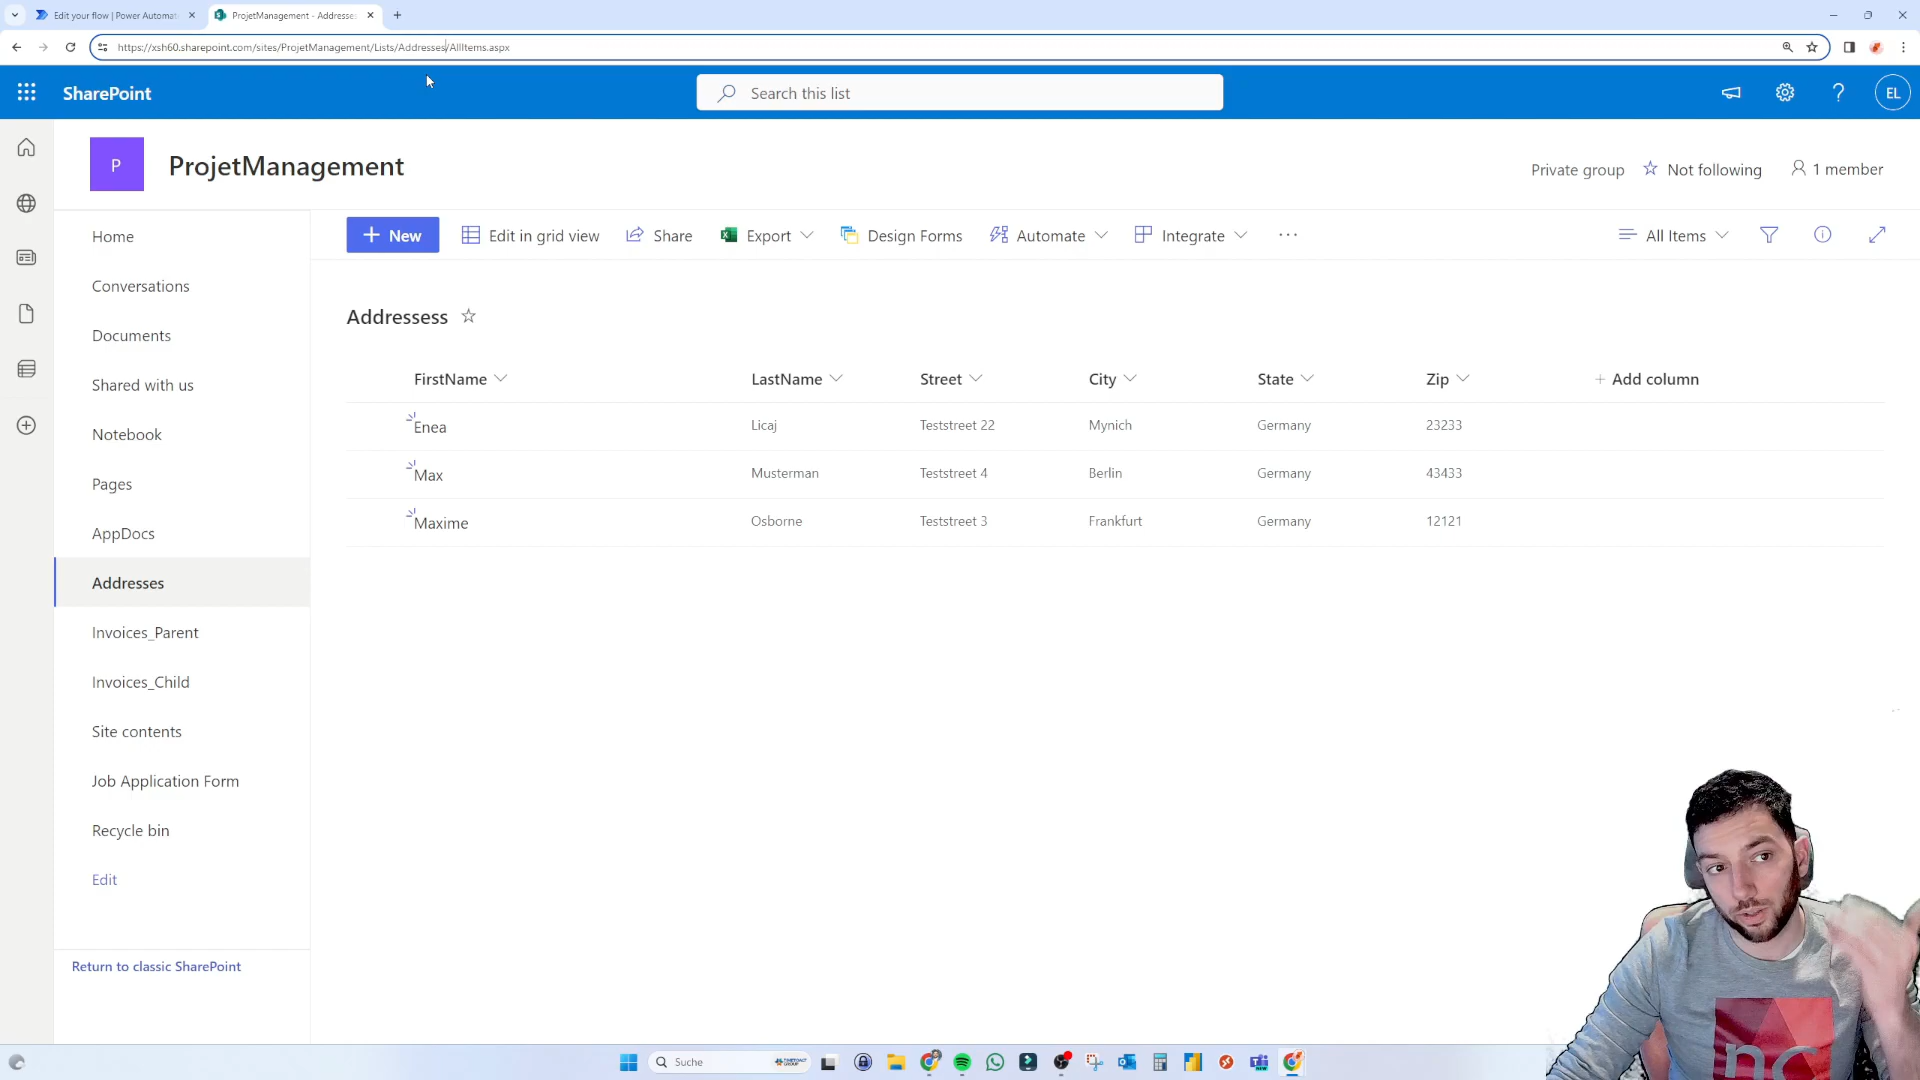 Edit your flow | Power Automat
ProjetManagement - Addresses
https://xsh60.sharepoint.com/sites/ProjetManagement/Lists/Addresses/AllItems.aspx
SharePoint
Search this list
EL
P
ProjetManagement
Private group
Not following
1 member
Home
Conversations
Documents
Shared with us
Notebook
Pages
AppDocs
Addresses
Invoices_Parent
Invoices_Child
Site contents
Job Application Form
Recycle bin
Edit
Return to classic SharePoint
New
Edit in grid view
Share
Export
Design Forms
Automate
Integrate
All Items
Addressess
FirstName LastName Street City State Zip + Add column
Enea Licaj Teststreet 22 Mynich Germany 23233
Max Musterman Teststreet 4 Berlin Germany 43433
Maxime Osborne Teststreet 3 Frankfurt Germany 12121
Suche
nc